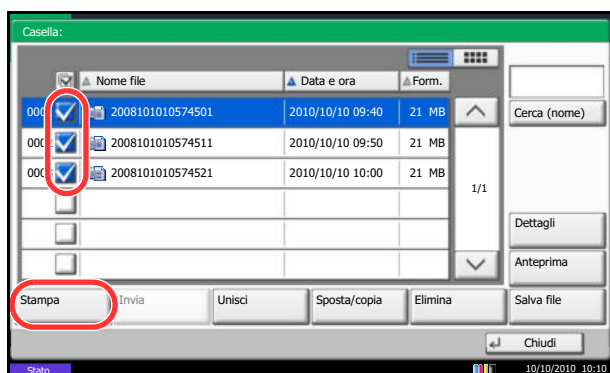 Casella:
Nome file Data e ora Form.
2008101010574501 2010/10/10 09:40 21 MB Cerca (nome)
2008101010574511 2010/10/10 09:50 21 MB
2008101010574521 2010/10/10 10:00 21 MB
1/1
Dettagli
Anteprima
Stampa Invia Unisci Sposta/copia Elimina Salva file
Chiudi
Stato 10/10/2010 10:10